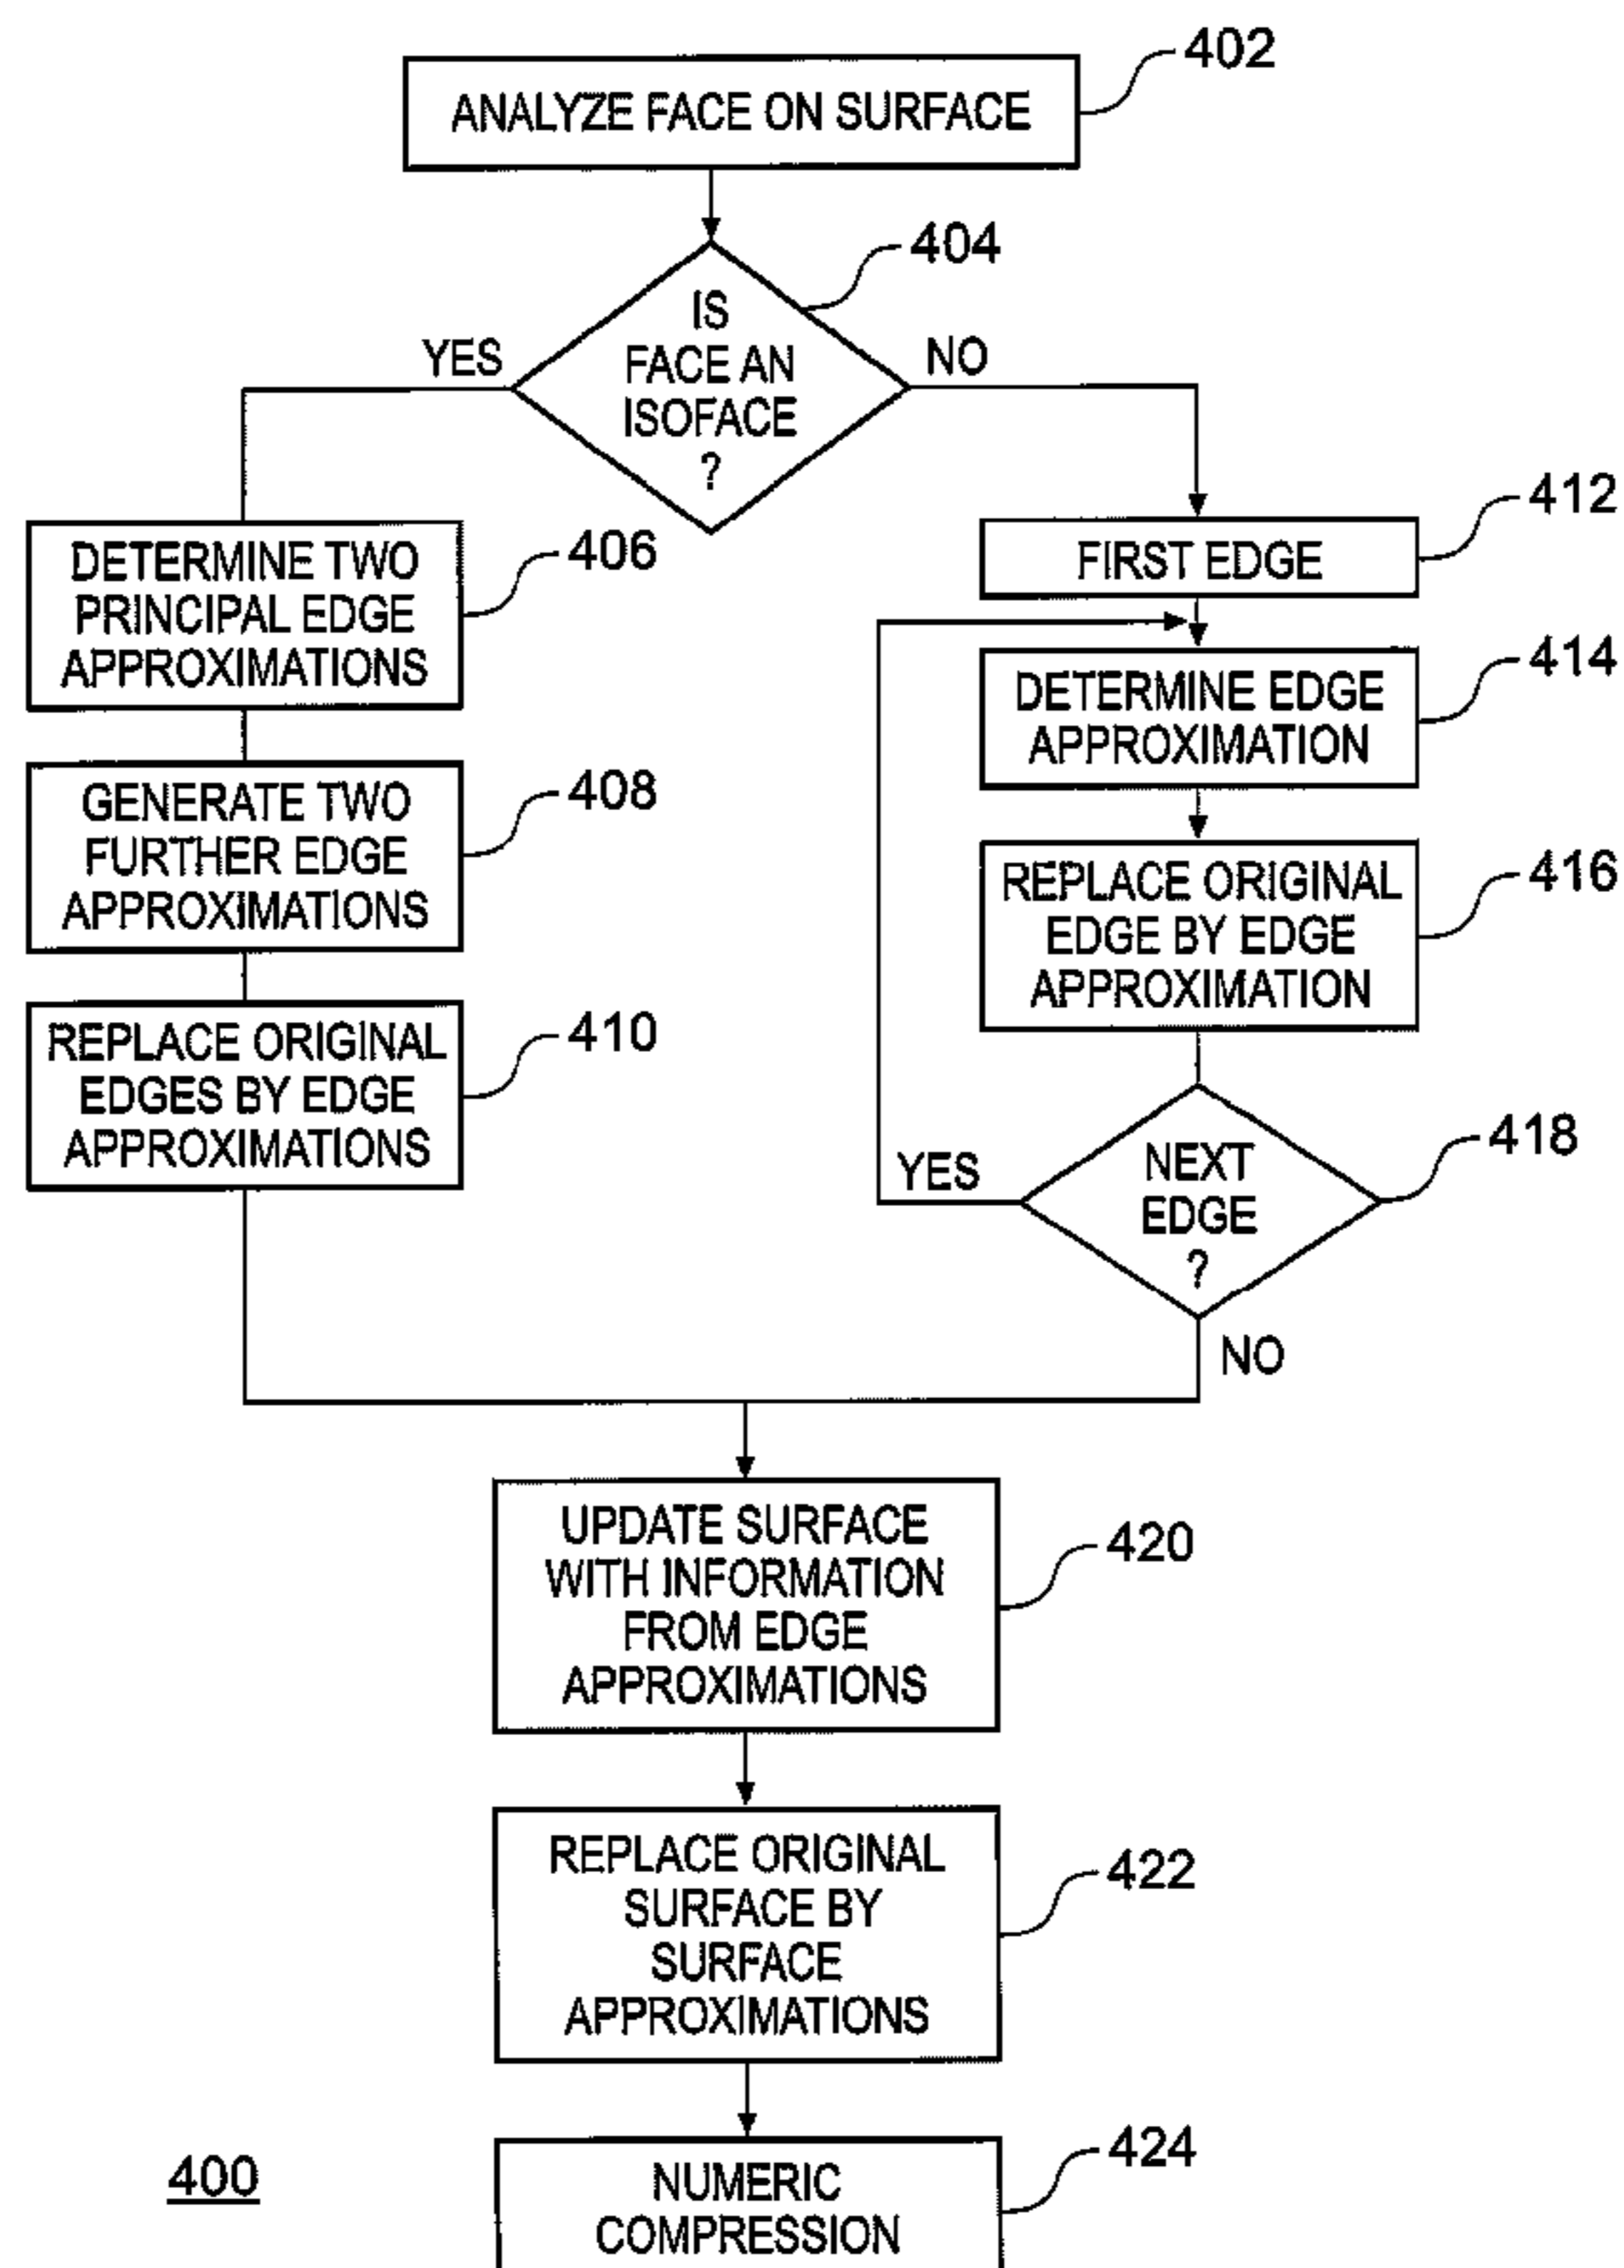 402
ANALYZE FACE ON SURFACE
404
IS
FACE AN
ISOFACE
?
YES
NO
406
DETERMINE TWO
PRINCIPAL EDGE
APPROXIMATIONS
408
GENERATE TWO
FURTHER EDGE
APPROXIMATIONS
410
REPLACE ORIGINAL
EDGES BY EDGE
APPROXIMATIONS
412
FIRST EDGE
414
DETERMINE EDGE
APPROXIMATION
416
REPLACE ORIGINAL
EDGE BY EDGE
APPROXIMATION
418
NEXT
EDGE
?
YES
NO
420
UPDATE SURFACE
WITH INFORMATION
FROM EDGE
APPROXIMATIONS
422
REPLACE ORIGINAL
SURFACE BY
SURFACE
APPROXIMATIONS
424
NUMERIC
COMPRESSION
400